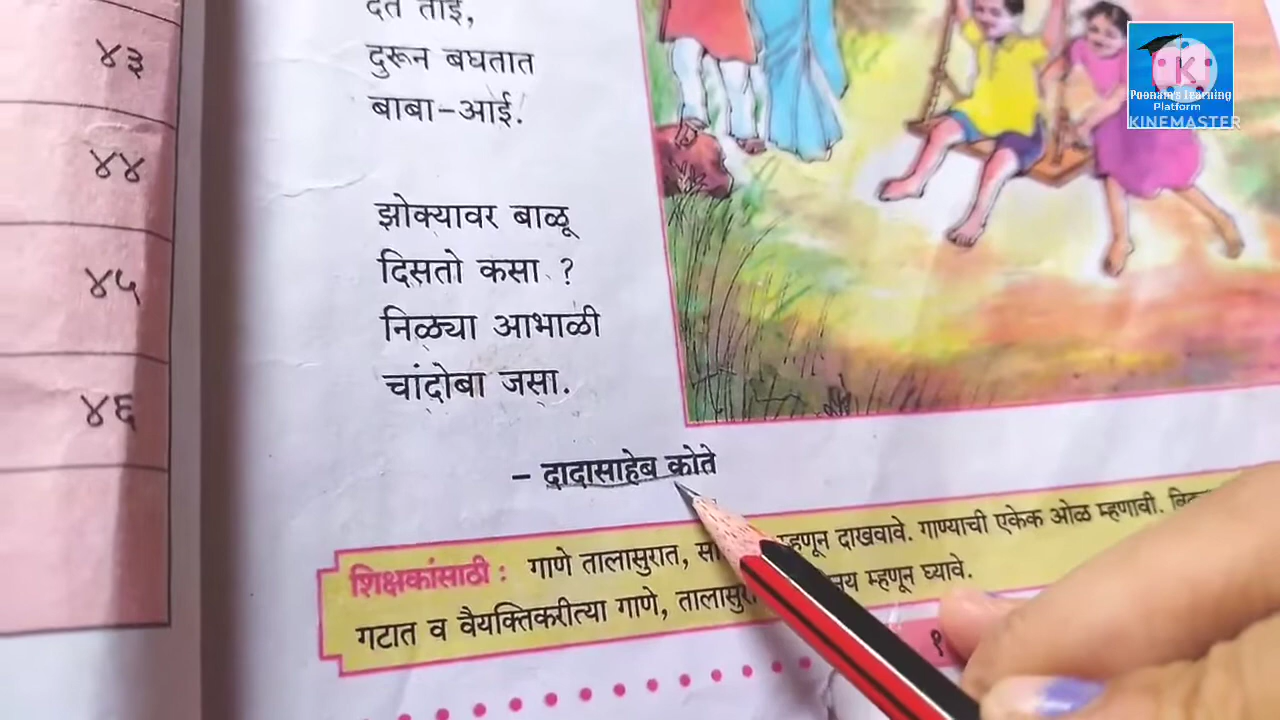 देते ताई,
दुरून बघतात
बाबा-आई.
झोक्यावर बाळू
दिसतो कसा ?
निळ्या आभाळी
चांदोबा जसा.
– दादासाहेब कोते
शिक्षकांसाठी : गाणे तालासुरात, म्हणून दाखवावे. गाण्याची एकेक ओळ म्हणावी.
गटात व वैयक्तिकरीत्या गाणे, म्हणून घ्यावे.
१
४३
४४
४५
४६
Poonam's Learning
Platform
KINEMASTER